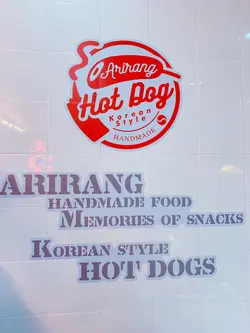 Arirang
Hot Dog
Korean
Style
HANDMADE
ARIRANG
HANDMADE FOOD
MEMORIES OF SNACKS
KOREAN STYLE
HOT DOGS